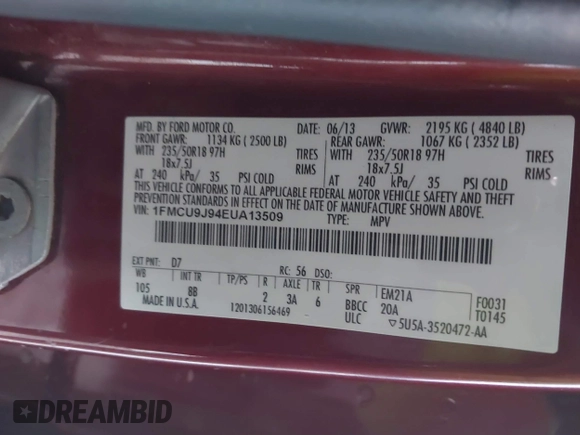 MFD. BY FORD MOTOR CO. DATE: 06/13 GVWR: 2195 KG ( 4840 LB)
FRONT GAWR: 1134 KG ( 2500 LB) REAR GAWR: 1067 KG ( 2352 LB)
WITH 235/50R18 97H TIRES WITH 235/50R18 97H TIRES
18x7.5J RIMS 18x7.5J RIMS
AT 240 kPa/ 35 PSI COLD AT 240 kPa/ 35 PSI COLD
THIS VEHICLE CONFORMS TO ALL APPLICABLE FEDERAL MOTOR VEHICLE SAFETY AND THEFT
PREVENTION STANDARDS IN EFFECT ON THE DATE OF MANUFACTURE SHOWN ABOVE.
VIN: 1FMCU9J94EUA13509 TYPE: MPV
EXT PNT: D7 RC: 56 DSO:
WB INT TR TP/PS R AXLE TR SPR EM21A F0031
105 BB 2 3A 6 BBCC 20A T0145
MADE IN U.S.A. 1201306156469 ULC ▽5U5A-3520472-AA
DREAMBID